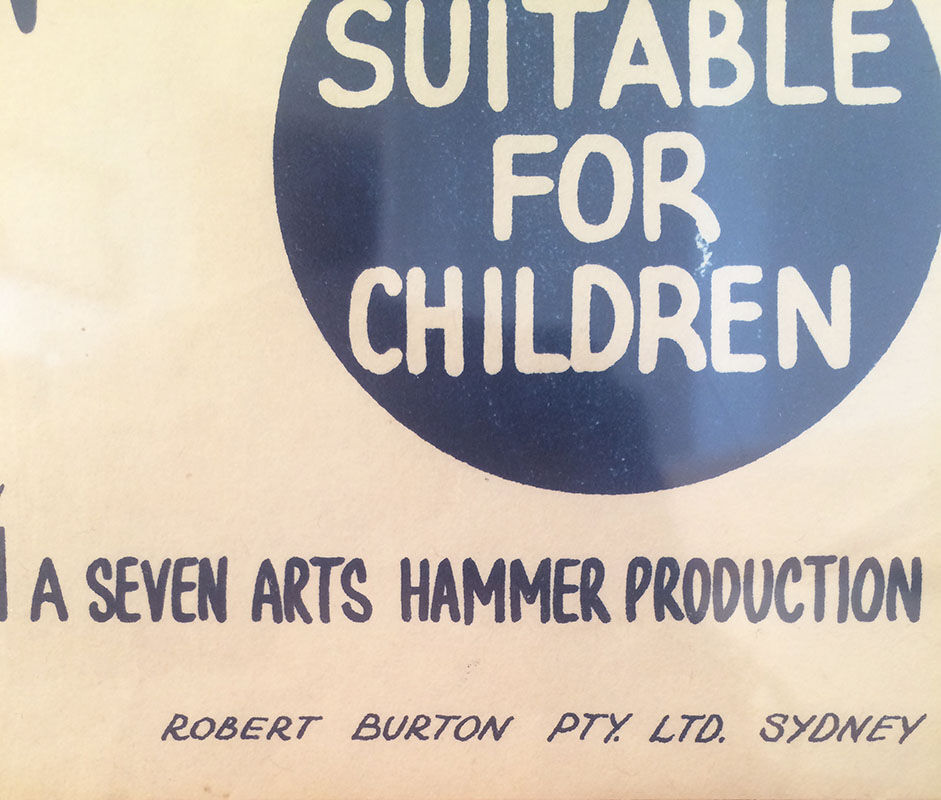 SUITABLE
FOR
CHILDREN
A SEVEN ARTS HAMMER PRODUCTION
ROBERT BURTON PTY. LTD. SYDNEY